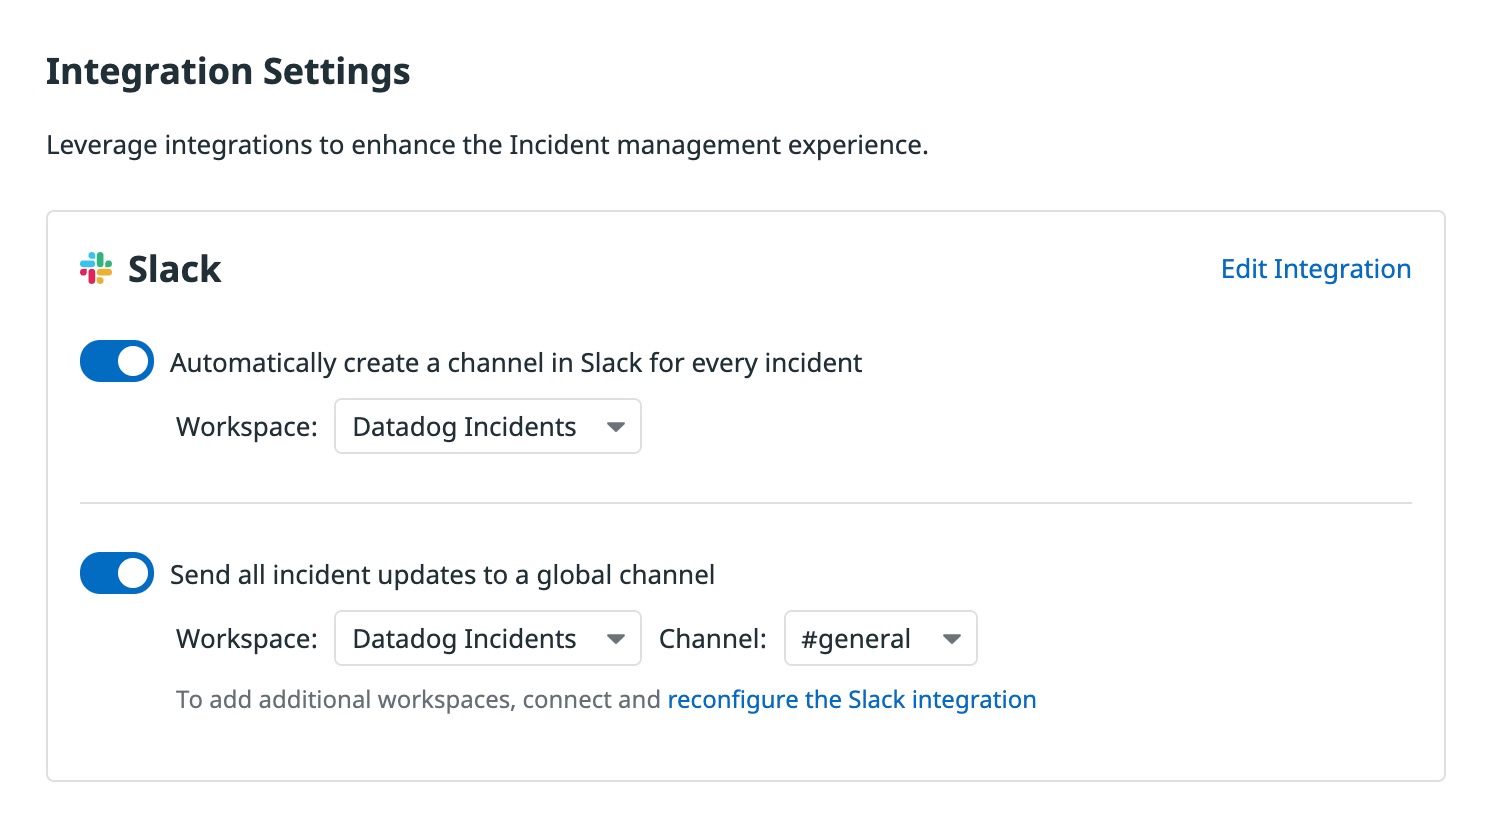 Integration Settings
Leverage integrations to enhance the Incident management experience.
Slack
Edit Integration
Automatically create a channel in Slack for every incident
Workspace: Datadog Incidents
Send all incident updates to a global channel
Workspace: Datadog Incidents Channel: #general
To add additional workspaces, connect and reconfigure the Slack integration